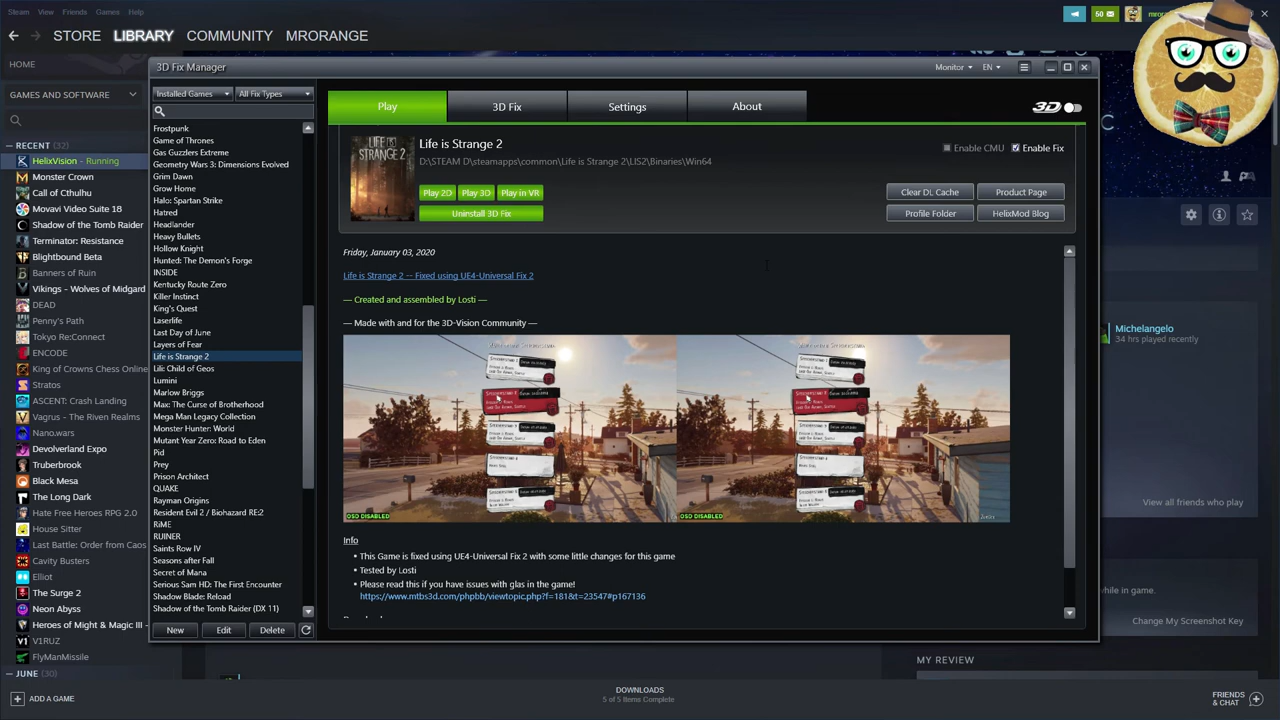 Steam View Friends Games Help
50
STORE LIBRARY COMMUNITY MRORANGE
HOME
GAMES AND SOFTWARE
RECENT (32)
HelixVision - Running
Monster Crown
Call of Cthulhu
Movavi Video Suite 18
Shadow of the Tomb Raider
Terminator: Resistance
Blightbound Beta
Banners of Ruin
Vikings - Wolves of Midgard
DEAD
Penny's Path
Tokyo Re:Connect
ENCODE
King of Crowns Chess Online
Stratos
ASCENT: Crash Landing
Vagrus - The Riven Realms
Nano.wars
Devolverland Expo
Truberbrook
Black Mesa
The Long Dark
Hate Free Heroes RPG 2.0
House Sitter
Last Battle: Order from Caos
Cavity Busters
Elliot
The Surge 2
Neon Abyss
Heroes of Might & Magic III -
V1RUZ
FlyManMissile
JUNE (30)
ADD A GAME
3D Fix Manager
Monitor EN
Installed Games All Fix Types
Frostpunk
Game of Thrones
Gas Guzzlers Extreme
Geometry Wars 3: Dimensions Evolved
Grim Dawn
Grow Home
Halo: Spartan Strike
Hatred
Headlander
Heavy Bullets
Hollow Knight
Hunted: The Demon's Forge
INSIDE
Kentucky Route Zero
Killer Instinct
King's Quest
Laserlife
Last Day of June
Layers of Fear
Life is Strange 2
Lilic Child of Geos
Lumini
Marlow Briggs
Max: The Curse of Brotherhood
Mega Man Legacy Collection
Monster Hunter: World
Mutant Year Zero: Road to Eden
Pid
Prey
Prison Architect
QUAKE
Rayman Origins
Resident Evil 2 / Biohazard RE:2
RiME
RUINER
Saints Row IV
Seasons after Fall
Secret of Mana
Serious Sam HD: The First Encounter
Shadow Blade: Reload
Shadow of the Tomb Raider (DX 11)
New Edit Delete
Play 3D Fix Settings About
3D
LIFE IS STRANGE 2
Life is Strange 2
D:\STEAM D\steamapps\common\Life is Strange 2\LIS2\Binaries\Win64
Enable CMU Enable Fix
Play 2D Play 3D Play in VR
Uninstall 3D Fix
Clear DL Cache Product Page
Profile Folder HelixMod Blog
Friday, January 03, 2020
Life is Strange 2 -- Fixed using UE4-Universal Fix 2
— Created and assembled by Losti —
— Made with and for the 3D-Vision Community —
OSD DISABLED OSD DISABLED
Info
• This Game is fixed using UE4-Universal Fix 2 with some little changes for this game
• Tested by Losti
• Please read this if you have issues with glas in the game!
https://www.mtbs3d.com/phpbb/viewtopic.php?f=181&t=23547#p167136
Michelangelo
34 hrs played recently
View all friends who play
while in game.
Change My Screenshot Key
MY REVIEW
DOWNLOADS
5 of 5 Items Complete
FRIENDS
& CHAT